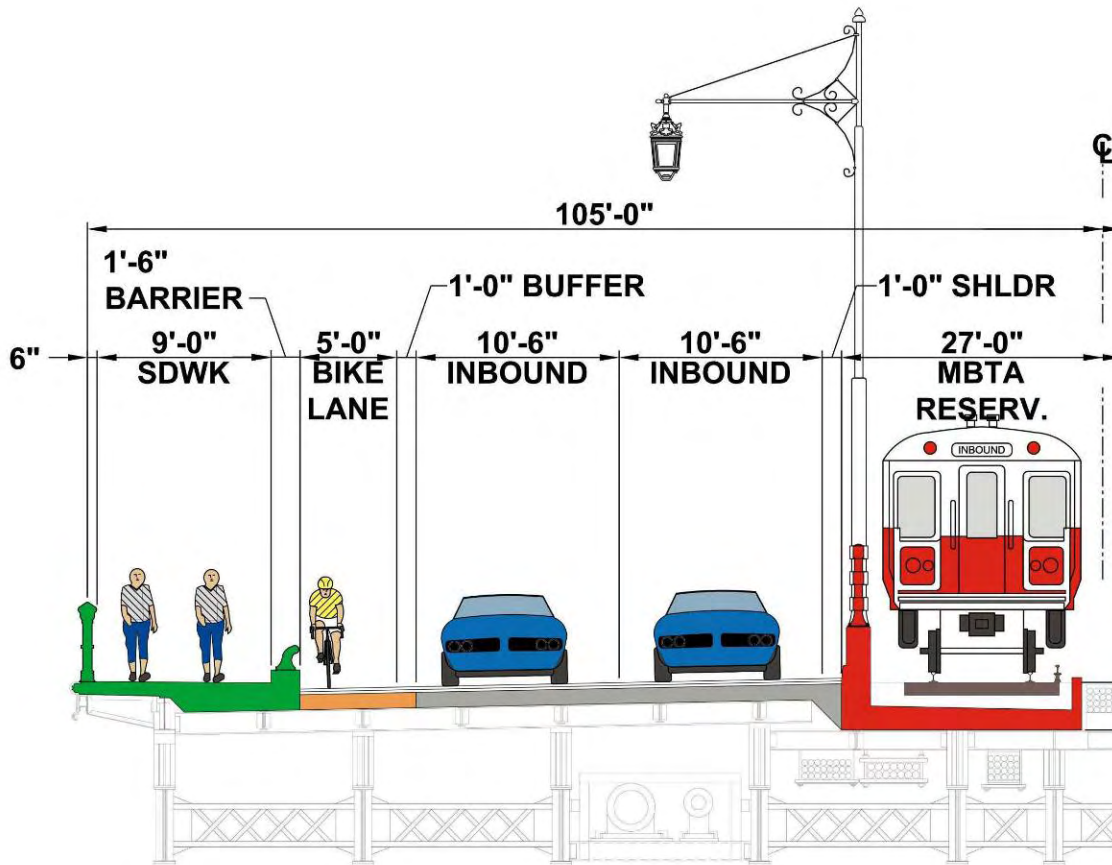 ℄
105'-0"
1'-6"
BARRIER
1'-0" BUFFER
1'-0" SHLDR
6"
9'-0"
SDWK
5'-0"
BIKE
LANE
10'-6"
INBOUND
10'-6"
INBOUND
27'-0"
MBTA
RESERV.
INBOUND